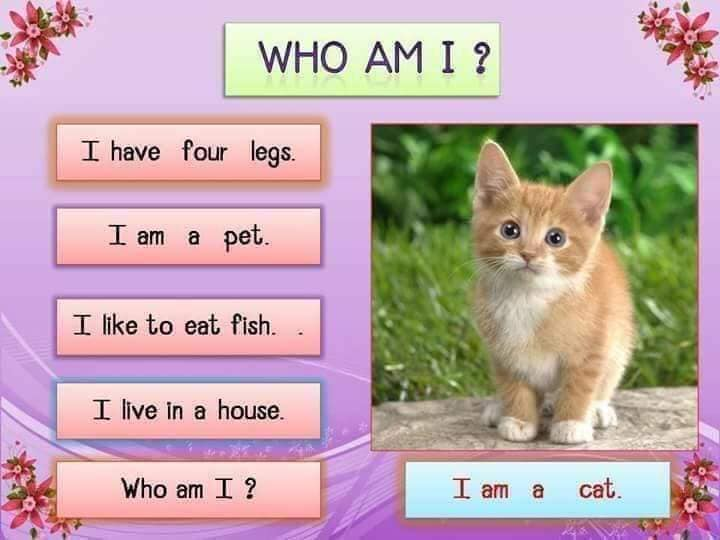 WHO AM I ?
I have four legs.
I am a pet.
I like to eat fish. .
I live in a house.
Who am I ?
I am a cat.